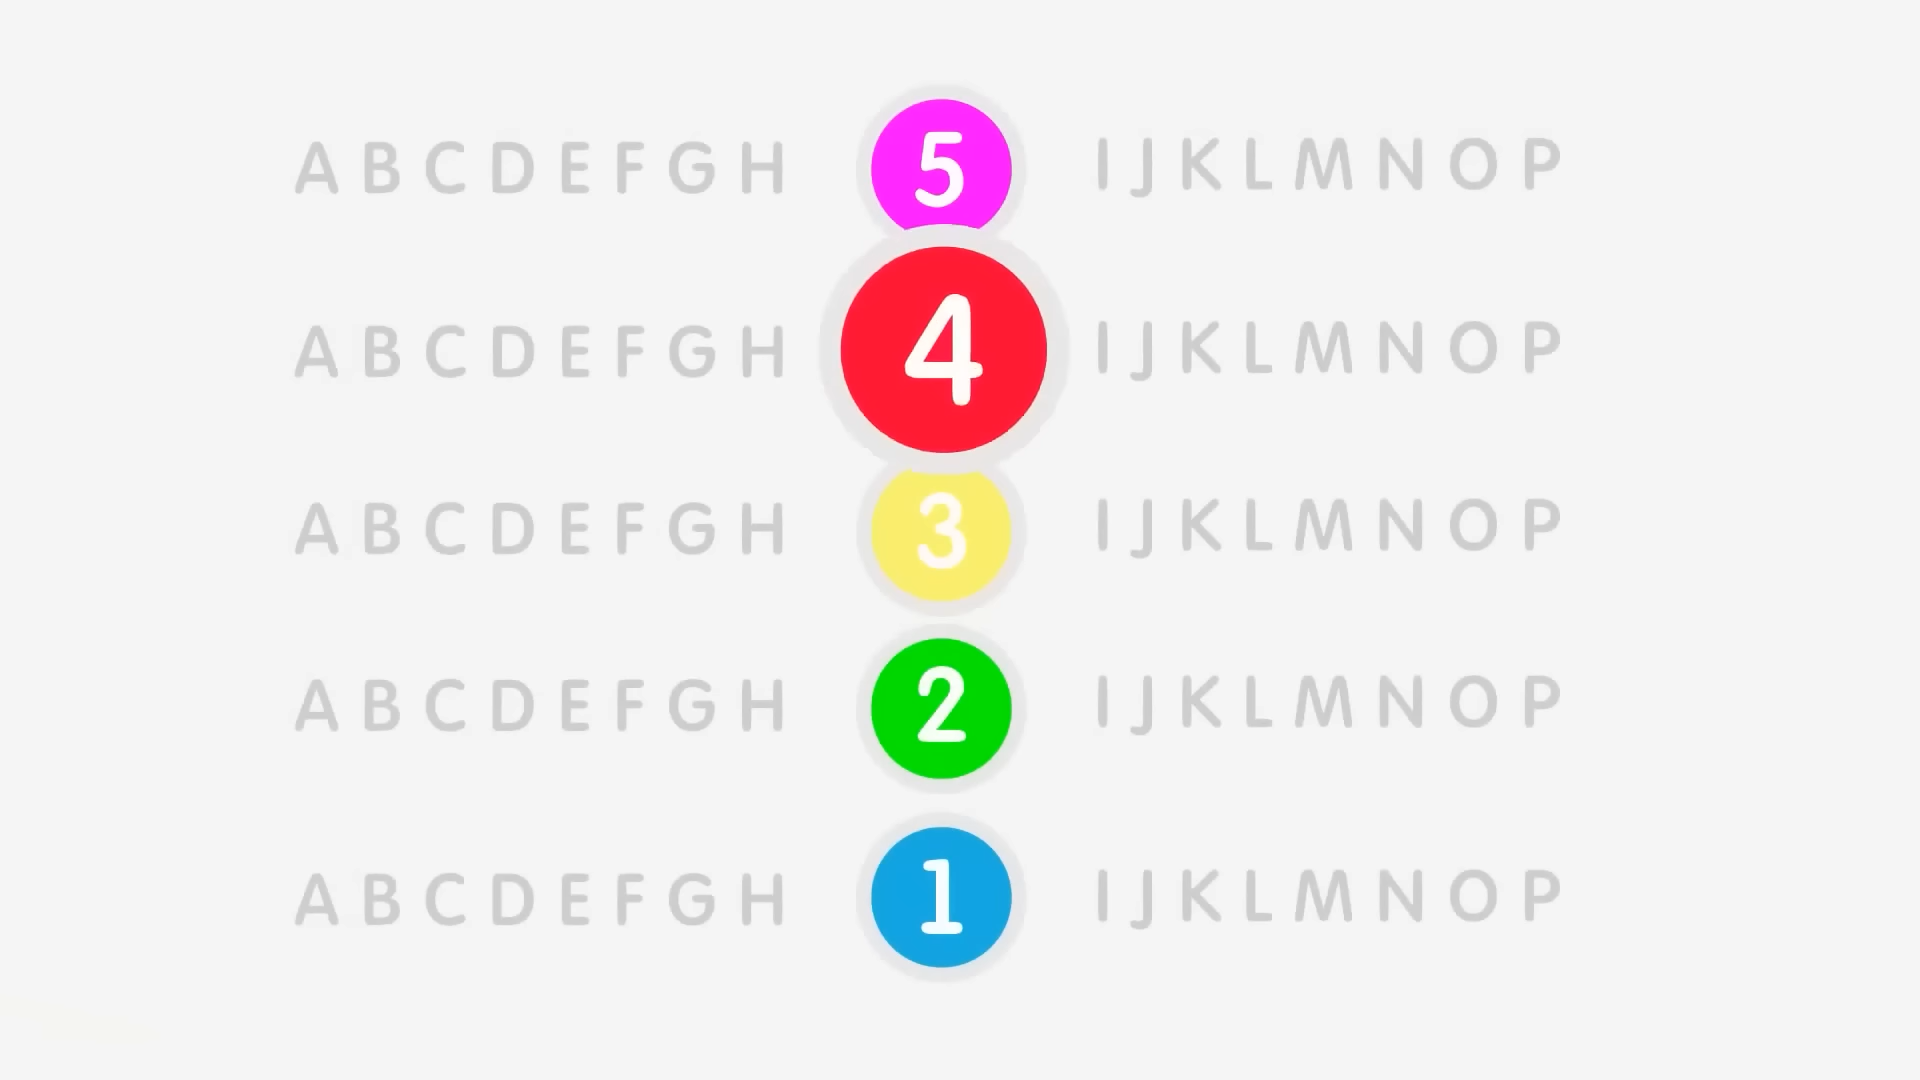 A B C D E F G H 5 I J K L M N O P
A B C D E F G H 4 I J K L M N O P
A B C D E F G H 3 I J K L M N O P
A B C D E F G H 2 I J K L M N O P
A B C D E F G H 1 I J K L M N O P